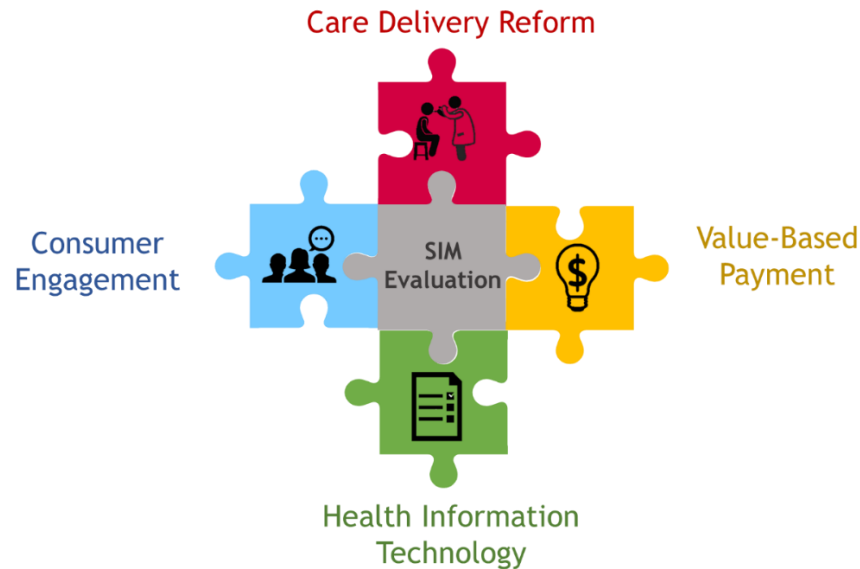 Care Delivery Reform
Consumer
Engagement
SIM
Evaluation
$
Value-Based
Payment
Health Information
Technology